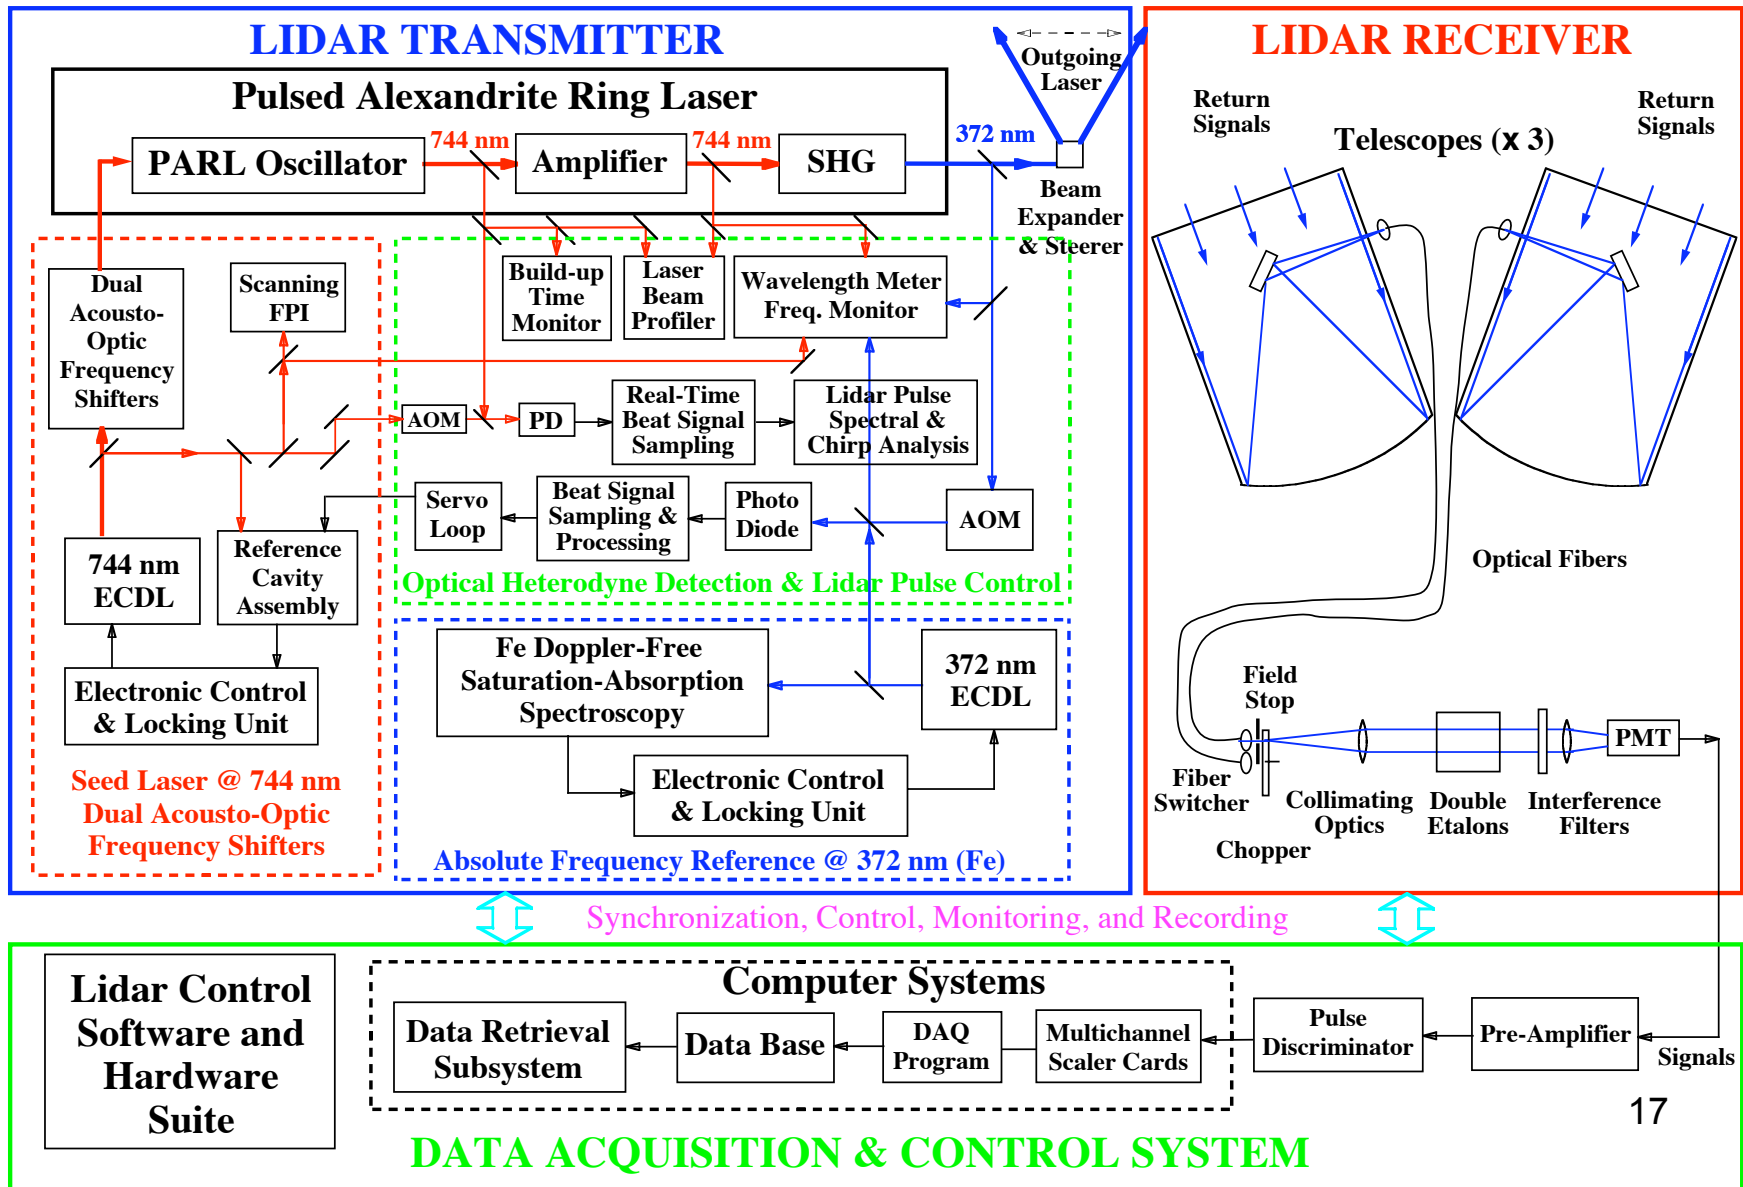 LIDAR TRANSMITTER
Pulsed Alexandrite Ring Laser
744 nm
744 nm
372 nm
PARL Oscillator
Amplifier
SHG
Outgoing
Laser
Beam
Expander
& Steerer
Dual
Acousto-
Optic
Frequency
Shifters
Scanning
FPI
Build-up
Time
Monitor
Laser
Beam
Profiler
Wavelength Meter
Freq. Monitor
AOM
PD
Real-Time
Beat Signal
Sampling
Lidar Pulse
Spectral &
Chirp Analysis
Servo
Loop
Beat Signal
Sampling &
Processing
Photo
Diode
AOM
Optical Heterodyne Detection & Lidar Pulse Control
744 nm
ECDL
Reference
Cavity
Assembly
Electronic Control
& Locking Unit
Seed Laser @ 744 nm
Dual Acousto-Optic
Frequency Shifters
Fe Doppler-Free
Saturation-Absorption
Spectroscopy
372 nm
ECDL
Electronic Control
& Locking Unit
Absolute Frequency Reference @ 372 nm (Fe)
LIDAR RECEIVER
Return
Signals
Return
Signals
Telescopes (x 3)
Optical Fibers
Field
Stop
Fiber
Switcher
Chopper
Collimating
Optics
Double
Etalons
Interference
Filters
PMT
Synchronization, Control, Monitoring, and Recording
Lidar Control
Software and
Hardware
Suite
Computer Systems
Data Retrieval
Subsystem
Data Base
DAQ
Program
Multichannel
Scaler Cards
Pulse
Discriminator
Pre-Amplifier
Signals
17
DATA ACQUISITION & CONTROL SYSTEM